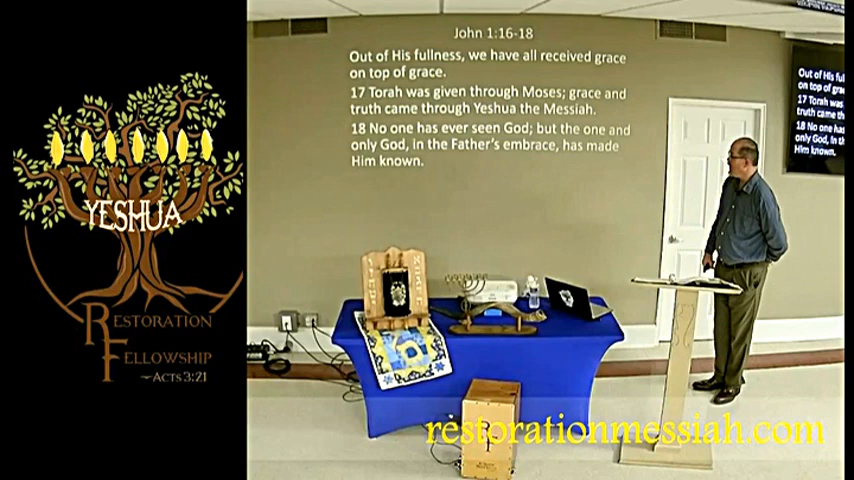 YESHUA
RESTORATION
FELLOWSHIP
ACTS 3:21
John 1:16-18
Out of His fullness, we have all received grace
on top of grace.
17 Torah was given through Moses; grace and
truth came through Yeshua the Messiah.
18 No one has ever seen God; but the one and
only God, in the Father's embrace, has made
Him known.
Out of His ful
on top of gra
17 Torah was
truth came th
18 No one has
only God, in th
Him known.
restorationmessiah.com